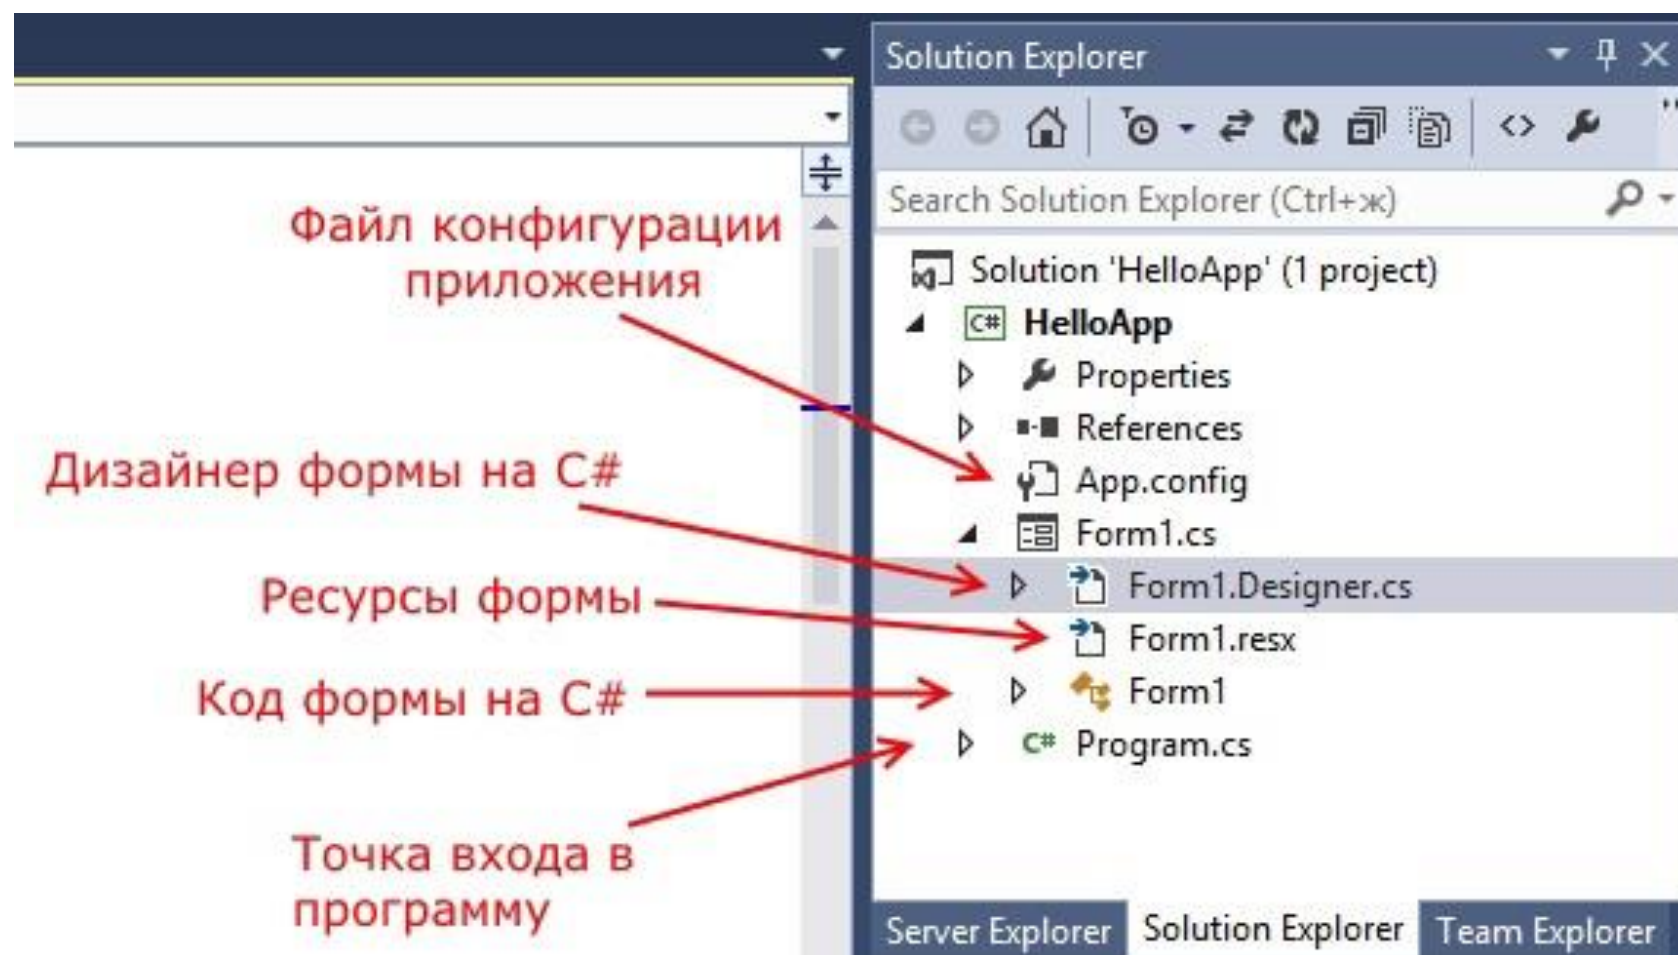 Solution Explorer
Search Solution Explorer (Ctrl+ж)
Файл конфигурации
приложения
Solution 'HelloApp' (1 project)
C# HelloApp
Properties
References
Дизайнер формы на C#
App.config
Form1.cs
Ресурсы формы
Form1.Designer.cs
Form1.resx
Код формы на C#
Form1
C# Program.cs
Точка входа в
программу
Server Explorer
Solution Explorer
Team Explorer